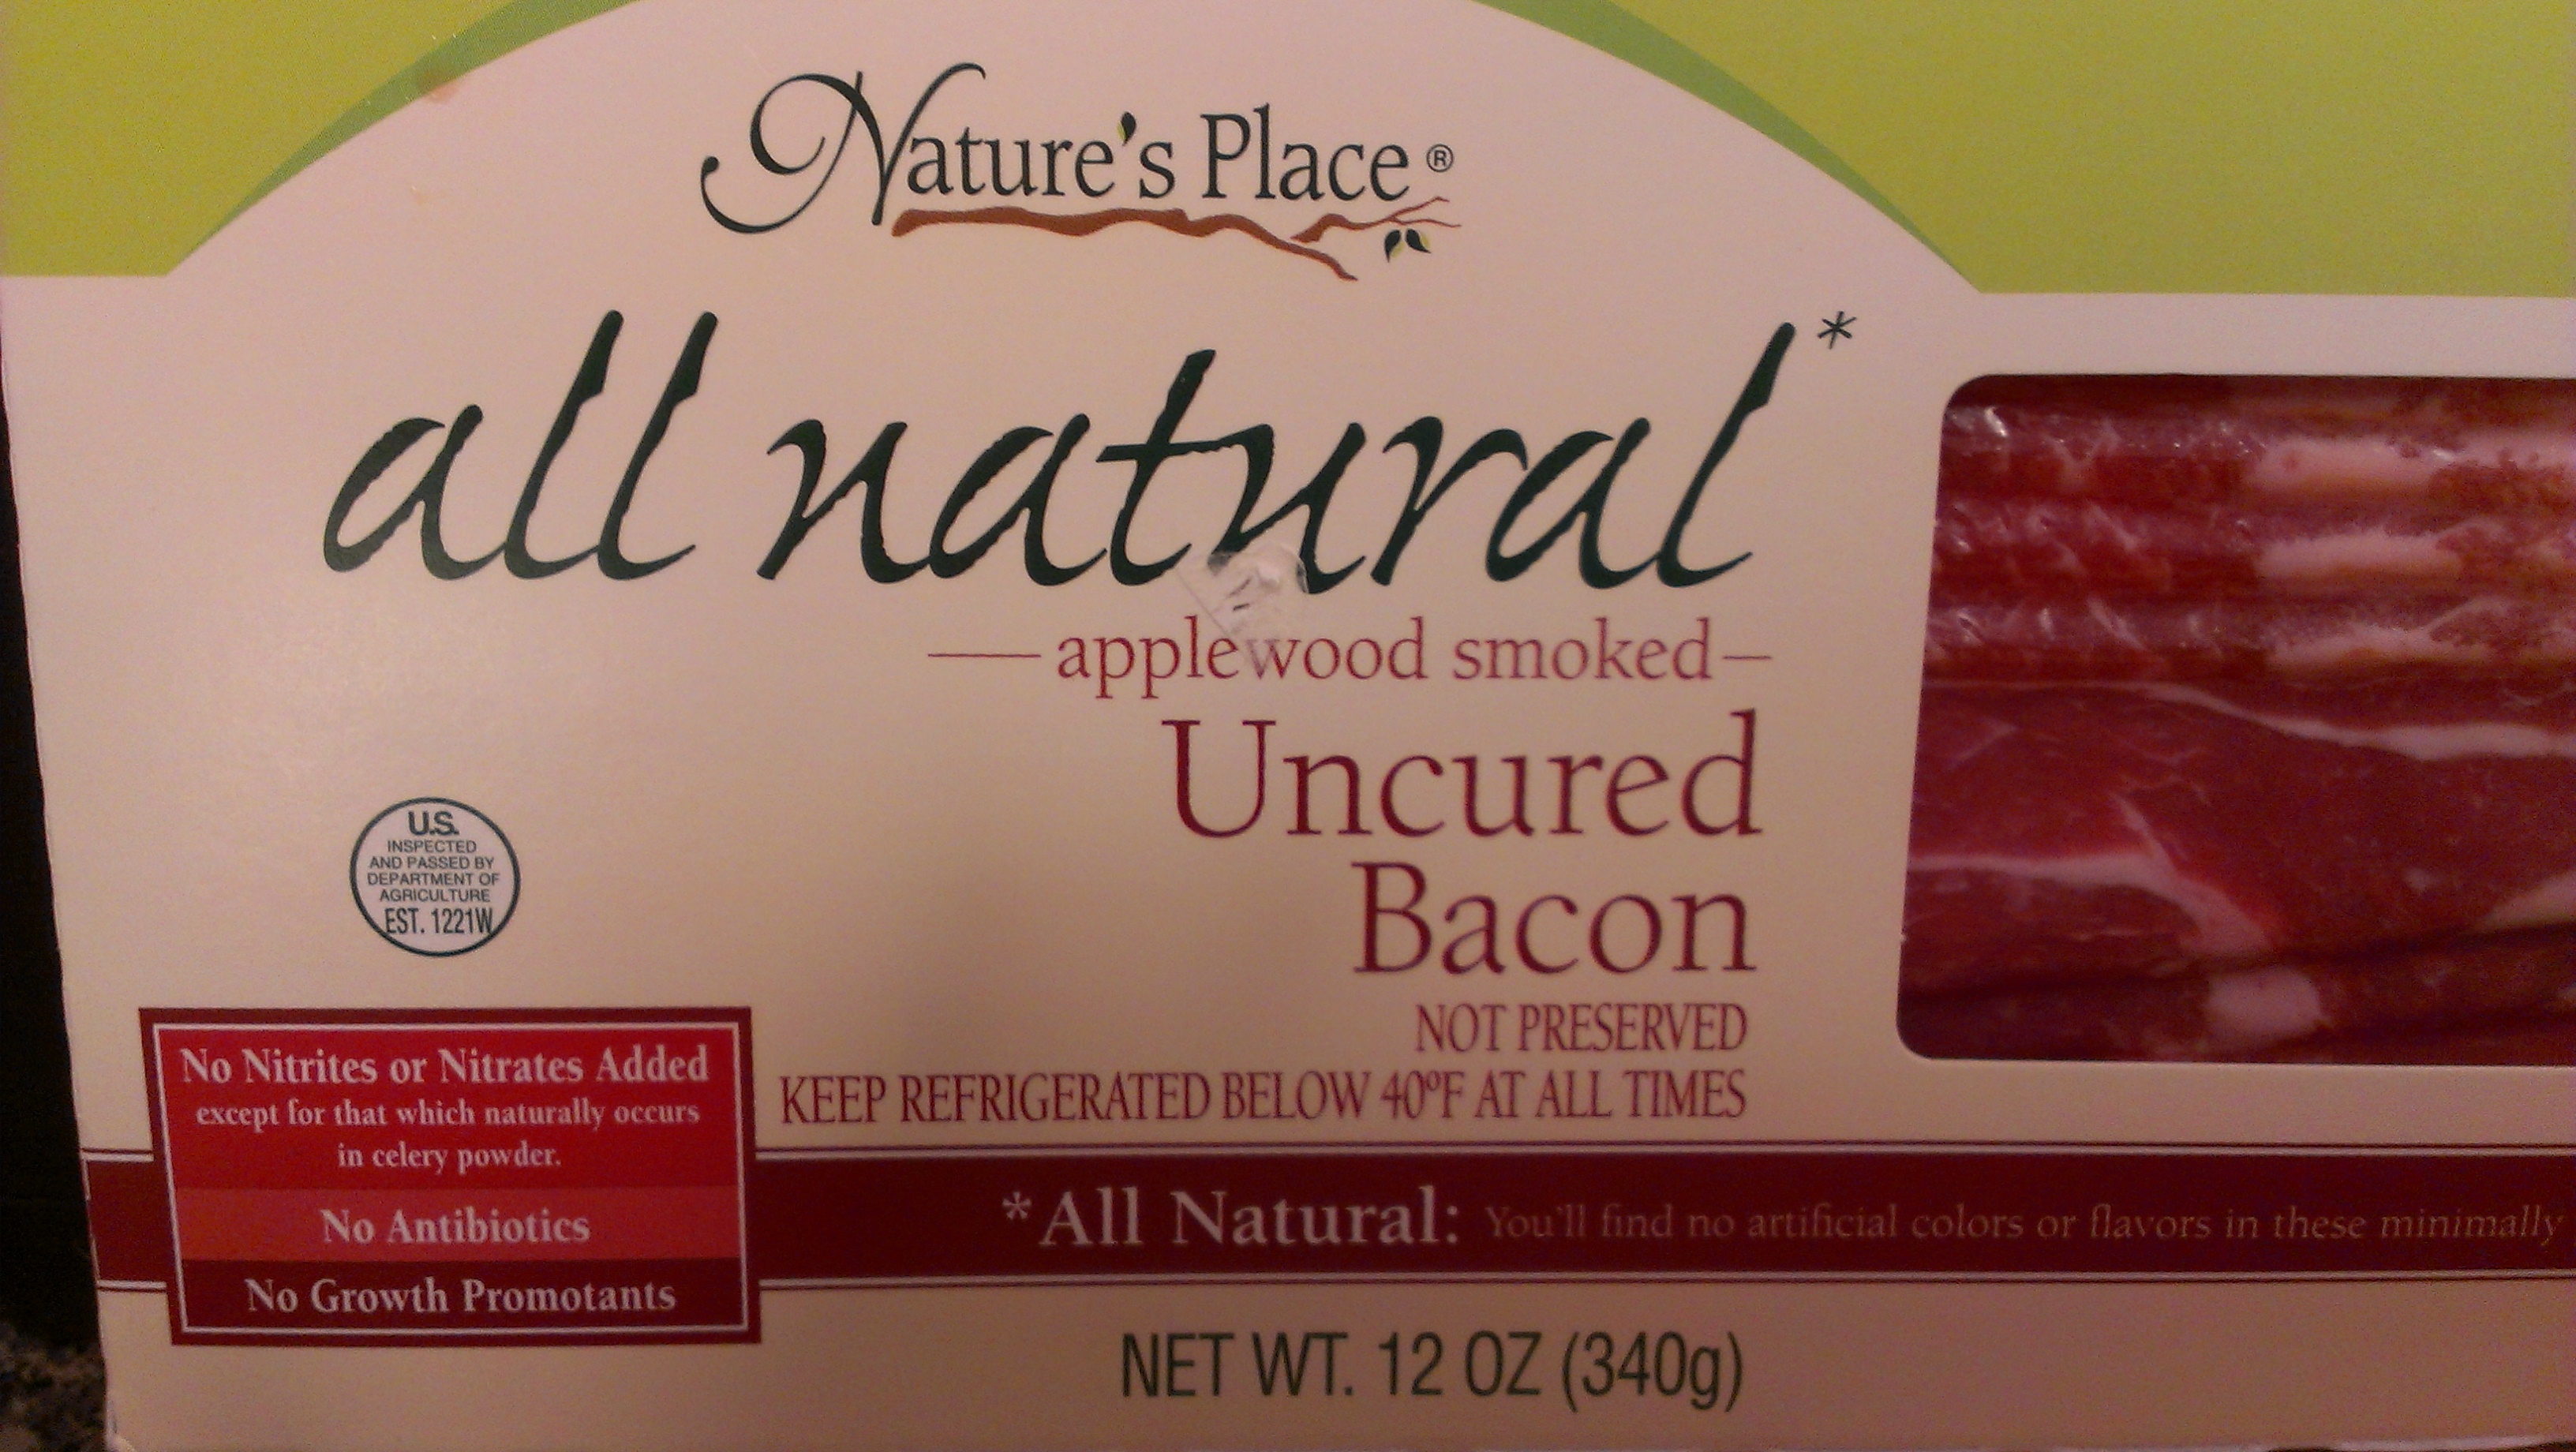 Nature's Place®
all natural*
—applewood smoked–
Uncured
Bacon
NOT PRESERVED
KEEP REFRIGERATED BELOW 40ºF AT ALL TIMES
U.S.
INSPECTED
AND PASSED BY
DEPARTMENT OF
AGRICULTURE
EST. 1221W
No Nitrites or Nitrates Added
except for that which naturally occurs
in celery powder.
No Antibiotics
No Growth Promotants
*All Natural: You'll find no artificial colors or flavors in these minimally
NET WT. 12 OZ (340g)